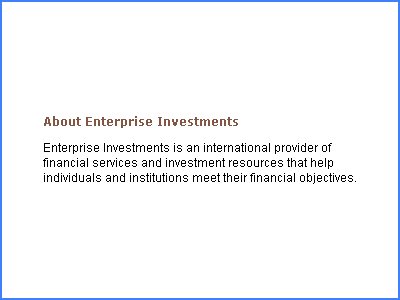 About Enterprise Investments
Enterprise Investments is an international provider of
financial services and investment resources that help
individuals and institutions meet their financial objectives.